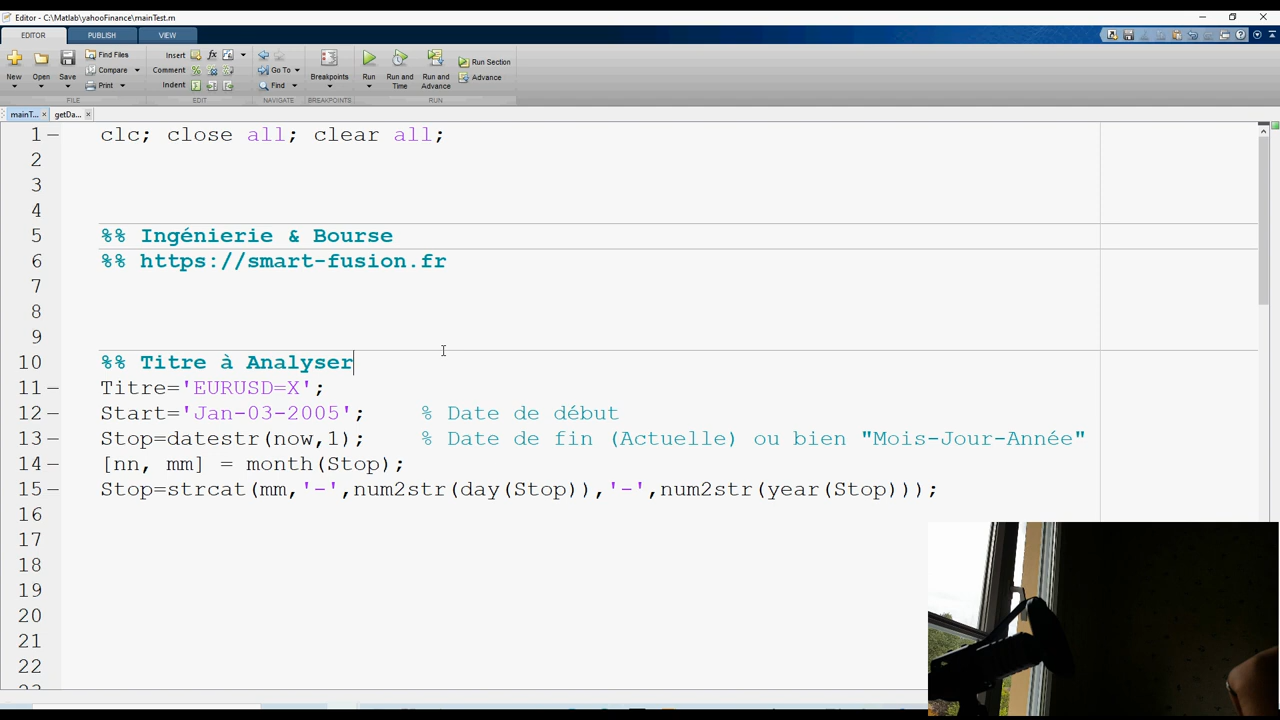 Editor - C:\Matlab\yahooFinance\mainTest.m
EDITOR PUBLISH VIEW
New Open Save Find Files Compare Print
Insert Comment Indent
Go To Find
Breakpoints Run Run and Time Run and Advance Run Section Advance
FILE EDIT NAVIGATE BREAKPOINTS RUN
mainT... × getDa... ×
1 – clc; close all; clear all;
2
3
4
5 %% Ingénierie & Bourse
6 %% https://smart-fusion.fr
7
8
9
10 %% Titre à Analyser
11 – Titre='EURUSD=X';
12 – Start='Jan-03-2005'; % Date de début
13 – Stop=datestr(now,1); % Date de fin (Actuelle) ou bien "Mois-Jour-Année"
14 – [nn, mm] = month(Stop);
15 – Stop=strcat(mm,'-',num2str(day(Stop)),'-',num2str(year(Stop)));
16
17
18
19
20
21
22